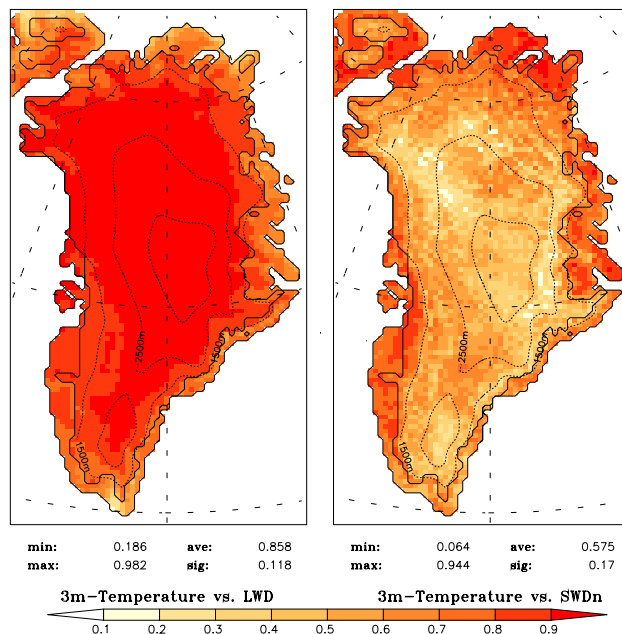 2500m
1500m
1500m
2500m
1500m
1500m
min: 0.186 ave: 0.858
max: 0.982 sig: 0.118
min: 0.064 ave: 0.575
max: 0.944 sig: 0.17
3m-Temperature vs. LWD
3m-Temperature vs. SWDn
0.1 0.2 0.3 0.4 0.5 0.6 0.7 0.8 0.9